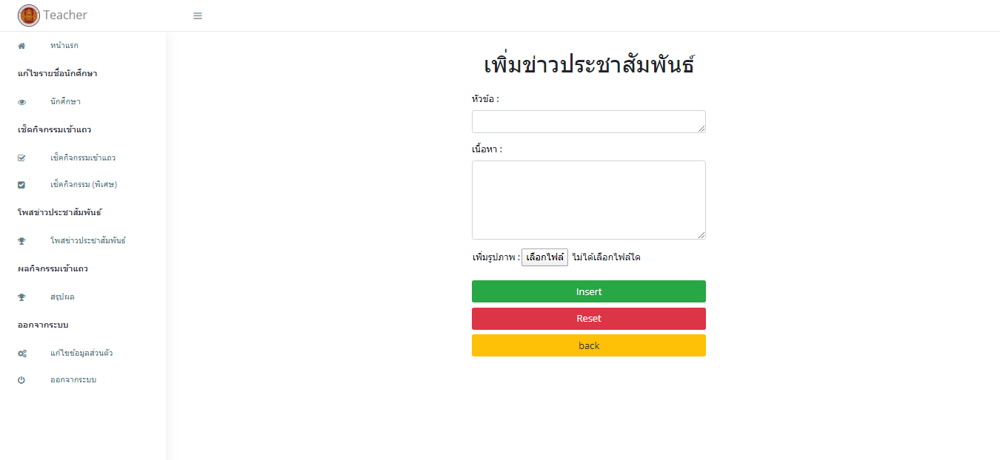 Teacher
หน้าแรก
แก้ไขรายชื่อนักศึกษา
นักศึกษา
เช็คกิจกรรมเข้าแถว
เช็คกิจกรรมเข้าแถว
เช็คกิจกรรม (พิเศษ)
โพสข่าวประชาสัมพันธ์
โพสข่าวประชาสัมพันธ์
ผลกิจกรรมเข้าแถว
สรุปผล
ออกจากระบบ
แก้ไขข้อมูลส่วนตัว
ออกจากระบบ
เพิ่มข่าวประชาสัมพันธ์
หัวข้อ :
เนื้อหา :
เพิ่มรูปภาพ : เลือกไฟล์ ไม่ได้เลือกไฟล์ใด
Insert
Reset
back